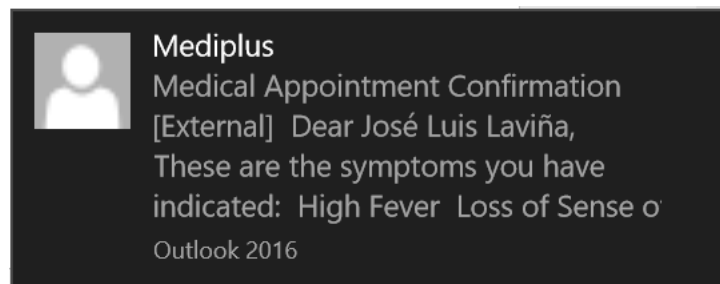 Mediplus
Medical Appointment Confirmation
[External] Dear José Luis Laviña,
These are the symptoms you have
indicated: High Fever Loss of Sense
Outlook 2016